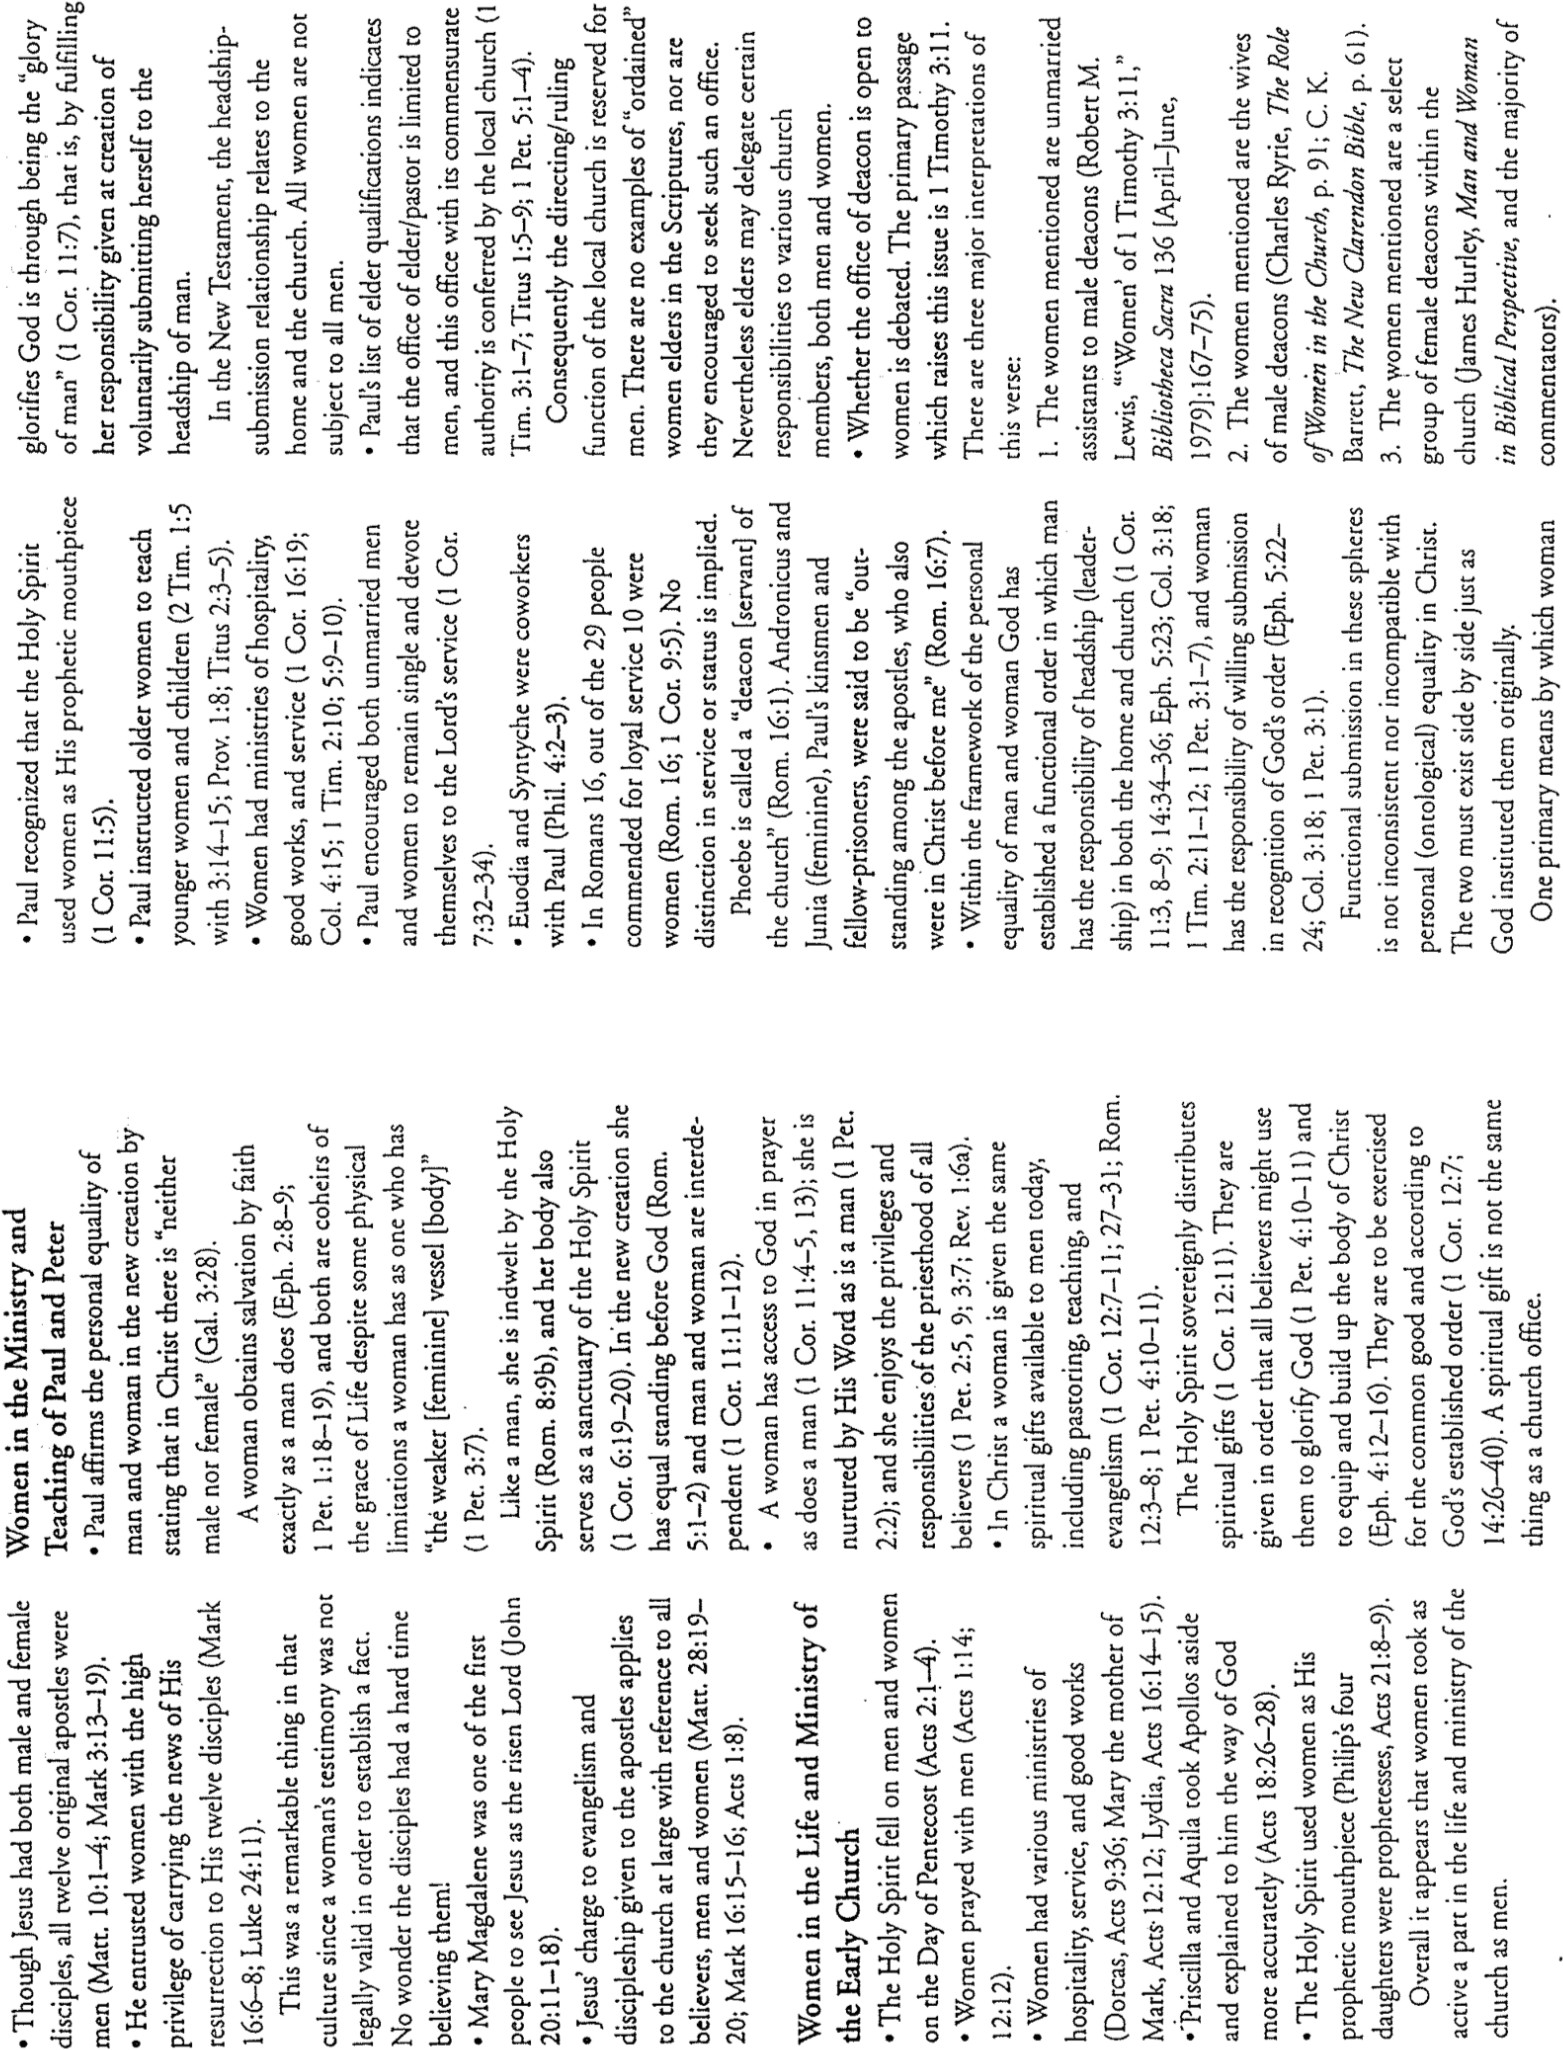 • Though Jesus had both male and female
disciples, all twelve original apostles were
men (Matt. 10:1–4; Mark 3:13–19).
• He entrusted women with the high
privilege of carrying the news of His
resurrection to His twelve disciples (Mark
16:6–8; Luke 24:11).
This was a remarkable thing in that
culture since a woman's testimony was not
legally valid in order to establish a fact.
No wonder the disciples had a hard time
believing them!
• Mary Magdalene was one of the first
people to see Jesus as the risen Lord (John
20:11–18).
• Jesus' charge to evangelism and
discipleship given to the apostles applies
to the church at large with reference to all
believers, men and women (Matt. 28:19–
20; Mark 16:15–16; Acts 1:8).
Women in the Life and Ministry of
the Early Church
• The Holy Spirit fell on men and women
on the Day of Pentecost (Acts 2:1–4).
• Women prayed with men (Acts 1:14;
12:12).
• Women had various ministries of
hospitality, service, and good works
(Dorcas, Acts 9:36; Mary the mother of
Mark, Acts 12:12; Lydia, Acts 16:14–15).
• Priscilla and Aquila took Apollos aside
and explained to him the way of God
more accurately (Acts 18:26–28).
• The Holy Spirit used women as His
prophetic mouthpiece (Philip's four
daughters were prophetesses, Acts 21:8–9).
Overall it appears that women took as
active a part in the life and ministry of the
church as men.
Women in the Ministry and
Teaching of Paul and Peter
• Paul affirms the personal equality of
man and woman in the new creation by
stating that in Christ there is "neither
male nor female" (Gal. 3:28).
A woman obtains salvation by faith
exactly as a man does (Eph. 2:8–9;
1 Pet. 1:18–19), and both are coheirs of
the grace of Life despite some physical
limitations a woman has as one who has
"the weaker [feminine] vessel [body]"
(1 Pet. 3:7).
Like a man, she is indwelt by the Holy
Spirit (Rom. 8:9b), and her body also
serves as a sanctuary of the Holy Spirit
(1 Cor. 6:19–20). In the new creation she
has equal standing before God (Rom.
5:1–2) and man and woman are interde-
pendent (1 Cor. 11:11–12).
• A woman has access to God in prayer
as does a man (1 Cor. 11:4–5, 13); she is
nurtured by His Word as is a man (1 Pet.
2:2); and she enjoys the privileges and
responsibilities of the priesthood of all
believers (1 Pet. 2:5, 9; 3:7; Rev. 1:6a).
• In Christ a woman is given the same
spiritual gifts available to men today,
including pastoring, teaching, and
evangelism (1 Cor. 12:7–11; 27–31; Rom.
12:3–8; 1 Pet. 4:10–11).
The Holy Spirit sovereignly distributes
spiritual gifts (1 Cor. 12:11). They are
given in order that all believers might use
them to glorify God (1 Pet. 4:10–11) and
to equip and build up the body of Christ
(Eph. 4:12–16). They are to be exercised
for the common good and according to
God's established order (1 Cor. 12:7;
14:26–40). A spiritual gift is not the same
thing as a church office.
• Paul recognized that the Holy Spirit
used women as His prophetic mouthpiece
(1 Cor. 11:5).
• Paul instructed older women to teach
younger women and children (2 Tim. 1:5
with 3:14–15; Prov. 1:8; Titus 2:3–5).
• Women had ministries of hospitality,
good works, and service (1 Cor. 16:19;
Col. 4:15; 1 Tim. 2:10; 5:9–10).
• Paul encouraged both unmarried men
and women to remain single and devote
themselves to the Lord's service (1 Cor.
7:32–34).
• Euodia and Syntyche were coworkers
with Paul (Phil. 4:2–3).
• In Romans 16, out of the 29 people
commended for loyal service 10 were
women (Rom. 16; 1 Cor. 9:5). No
distinction in service or status is implied.
Phoebe is called a "deacon [servant] of
the church" (Rom. 16:1). Andronicus and
Junia (feminine), Paul's kinsmen and
fellow-prisoners, were said to be "out-
standing among the apostles, who also
were in Christ before me" (Rom. 16:7).
• Within the framework of the personal
equality of man and woman God has
established a functional order in which man
has the responsibility of headship (leader-
ship) in both the home and church (1 Cor.
11:3, 8–9; 14:34–36; Eph. 5:23; Col. 3:18;
1 Tim. 2:11–12; 1 Pet. 3:1–7), and woman
has the responsibility of willing submission
in recognition of God's order (Eph. 5:22–
24; Col. 3:18; 1 Pet. 3:1).
Functional submission in these spheres
is not inconsistent nor incompatible with
personal (ontological) equality in Christ.
The two must exist side by side just as
God instituted them originally.
One primary means by which woman
glorifies God is through being the "glory
of man" (1 Cor. 11:7), that is, by fulfilling
her responsibility given at creation of
voluntarily submitting herself to the
headship of man.
In the New Testament, the headship-
submission relationship relates to the
home and the church. All women are not
subject to all men.
• Paul's list of elder qualifications indicates
that the office of elder/pastor is limited to
men, and this office with its commensurate
authority is conferred by the local church (1
Tim. 3:1–7; Titus 1:5–9; 1 Pet. 5:1–4).
Consequently the directing/ruling
function of the local church is reserved for
men. There are no examples of "ordained"
women elders in the Scriptures, nor are
they encouraged to seek such an office.
Nevertheless elders may delegate certain
responsibilities to various church
members, both men and women.
• Whether the office of deacon is open to
women is debated. The primary passage
which raises this issue is 1 Timothy 3:11.
There are three major interpretations of
this verse:
1. The women mentioned are unmarried
assistants to male deacons (Robert M.
Lewis, "'Women' of 1 Timothy 3:11,"
Bibliotheca Sacra 136 [April–June,
1979]:167–75).
2. The women mentioned are the wives
of male deacons (Charles Ryrie, The Role
of Women in the Church, p. 91; C. K.
Barrett, The New Clarendon Bible, p. 61).
3. The women mentioned are a select
group of female deacons within the
church (James Hurley, Man and Woman
in Biblical Perspective, and the majority of
commentators).